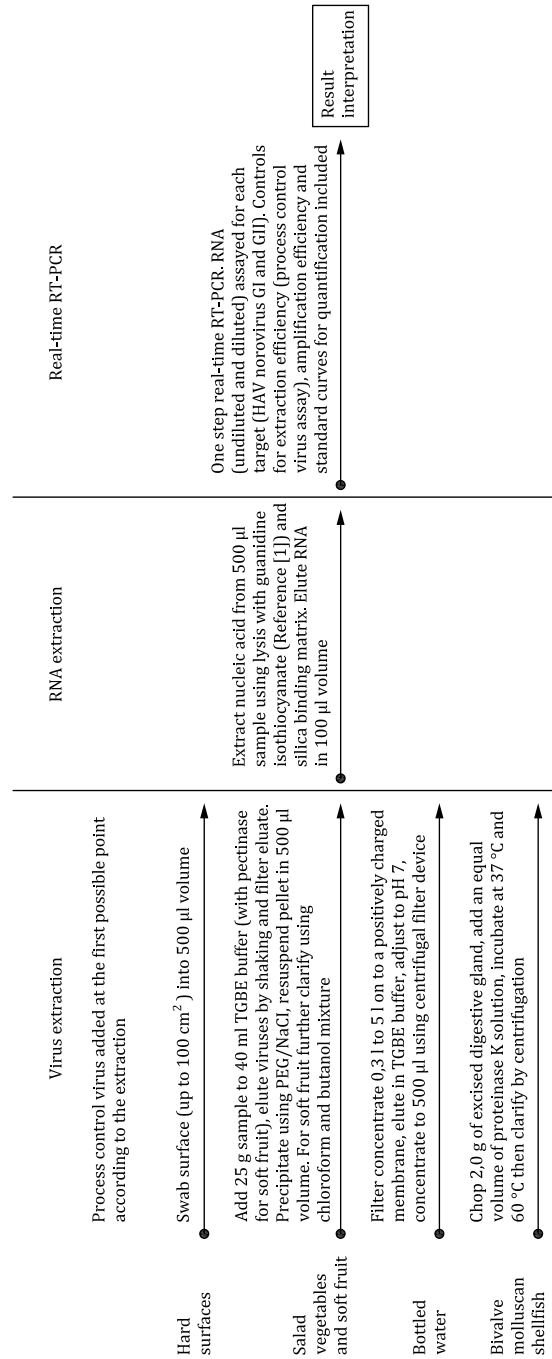 Virus extraction
RNA extraction
Real-time RT-PCR
Process control virus added at the first possible point
according to the extraction
Hard
surfaces
Swab surface (up to 100 cm²) into 500 µl volume
Salad
vegetables
and soft fruit
Add 25 g sample to 40 ml TGBE buffer (with pectinase
for soft fruit), elute viruses by shaking and filter eluate.
Precipitate using PEG/NaCl, resuspend pellet in 500 µl
volume. For soft fruit further clarify using
chloroform and butanol mixture
Extract nucleic acid from 500 µl
sample using lysis with guanidine
isothiocyanate (Reference [1]) and
silica binding matrix. Elute RNA
in 100 µl volume
One step real-time RT-PCR. RNA
(undiluted and diluted) assayed for each
target (HAV norovirus GI and GII). Controls
for extraction efficiency (process control
virus assay), amplification efficiency and
standard curves for quantification included
Result
interpretation
Bottled
water
Filter concentrate 0,3 l to 5 l on to a positively charged
membrane, elute in TGBE buffer, adjust to pH 7,
concentrate to 500 µl using centrifugal filter device
Bivalve
molluscan
shellfish
Chop 2,0 g of excised digestive gland, add an equal
volume of proteinase K solution, incubate at 37 °C and
60 °C then clarify by centrifugation